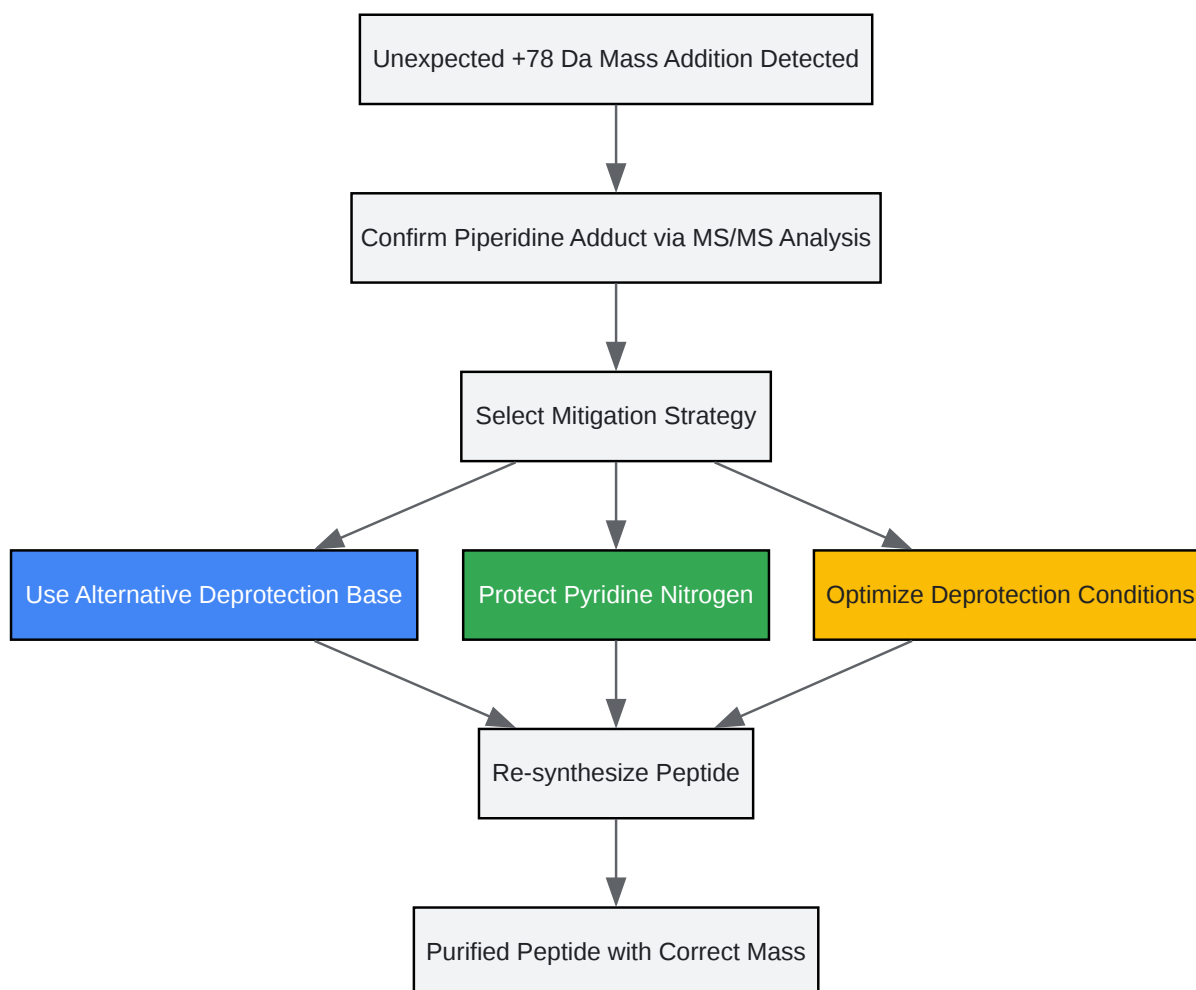 Unexpected +78 Da Mass Addition Detected
Confirm Piperidine Adduct via MS/MS Analysis
Select Mitigation Strategy
Use Alternative Deprotection Base
Protect Pyridine Nitrogen
Optimize Deprotection Conditions
Re-synthesize Peptide
Purified Peptide with Correct Mass